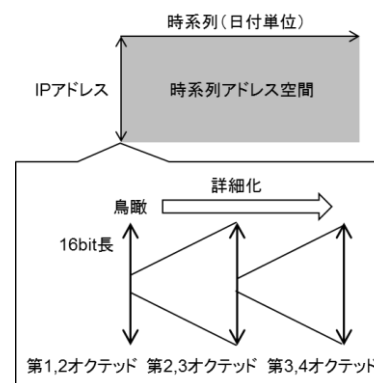 時系列(日付単位)
IPアドレス
時系列アドレス空間
詳細化
鳥瞰
16bit長
第1,2オクテッド 第2,3オクテッド 第3,4オクテッド